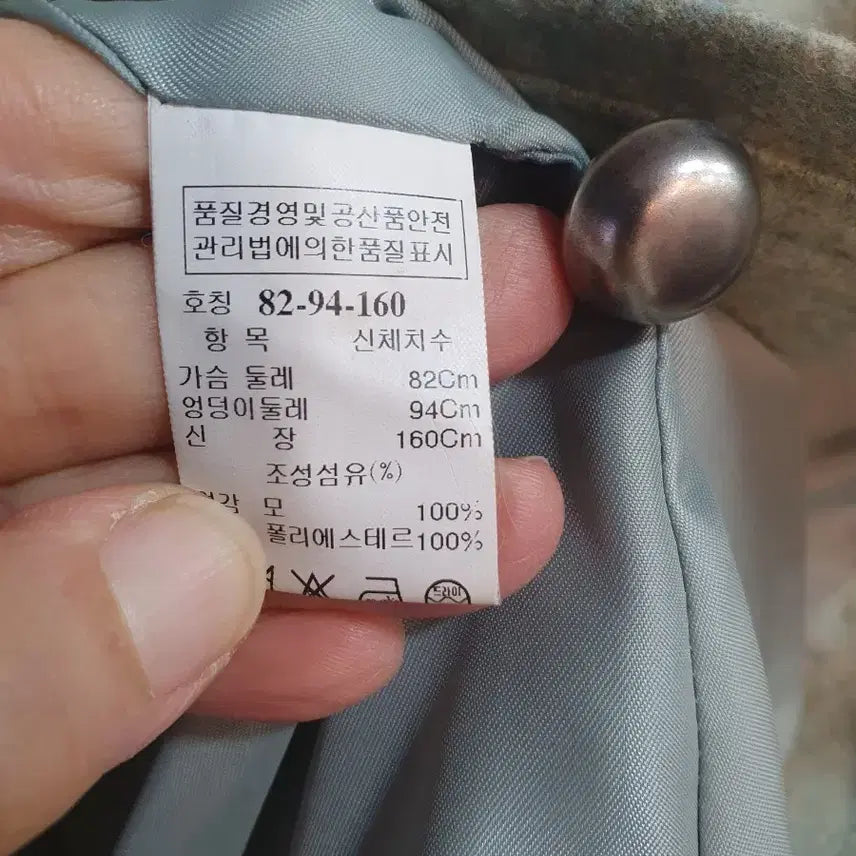 품질경영및공산품안전
관리법에의한품질표시
호칭 82-94-160
항 목 신체치수
가슴 둘레 82Cm
엉덩이둘레 94Cm
신 장 160Cm
조성섬유(%)
모 100%
폴리에스테르100%
드라이